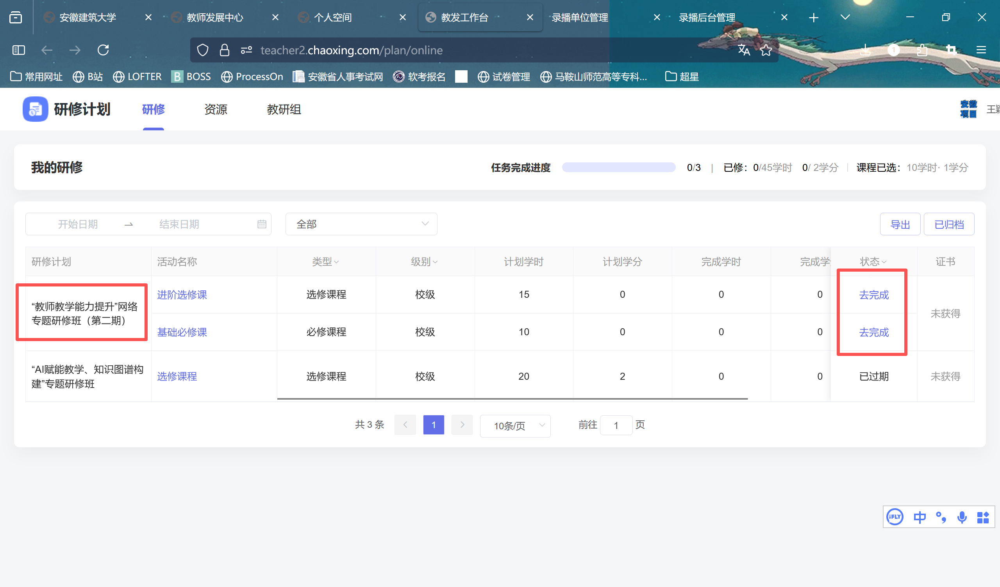 安徽建筑大学
教师发展中心
个人空间
教发工作台
录播单位管理
录播后台管理
teacher2.chaoxing.com/plan/online
1
常用网址
B站
LOFTER
B BOSS
ProcessOn
安徽省人事考试网
软考报名
试卷管理
马鞍山师范高等专科...
超星
研修计划
研修
资源
教研组
安徽
项目
王颖
我的研修
任务完成进度
0/3 | 已修：0/45学时 0/ 2学分 | 课程已选：10学时· 1学分
开始日期 → 结束日期
全部
导出
已归档
研修计划 活动名称 类型 级别 计划学时 计划学分 完成学时 完成学分 状态 证书
“教师教学能力提升”网络
专题研修班（第二期）
进阶选修课 选修课程 校级 15 0 0 0 去完成
未获得
基础必修课 必修课程 校级 10 0 0 0 去完成
“AI赋能教学、知识图谱构
建”专题研修班
选修课程 选修课程 校级 20 2 0 0 已过期 未获得
共 3 条 1 10条/页 前往 1 页
iFLY 中